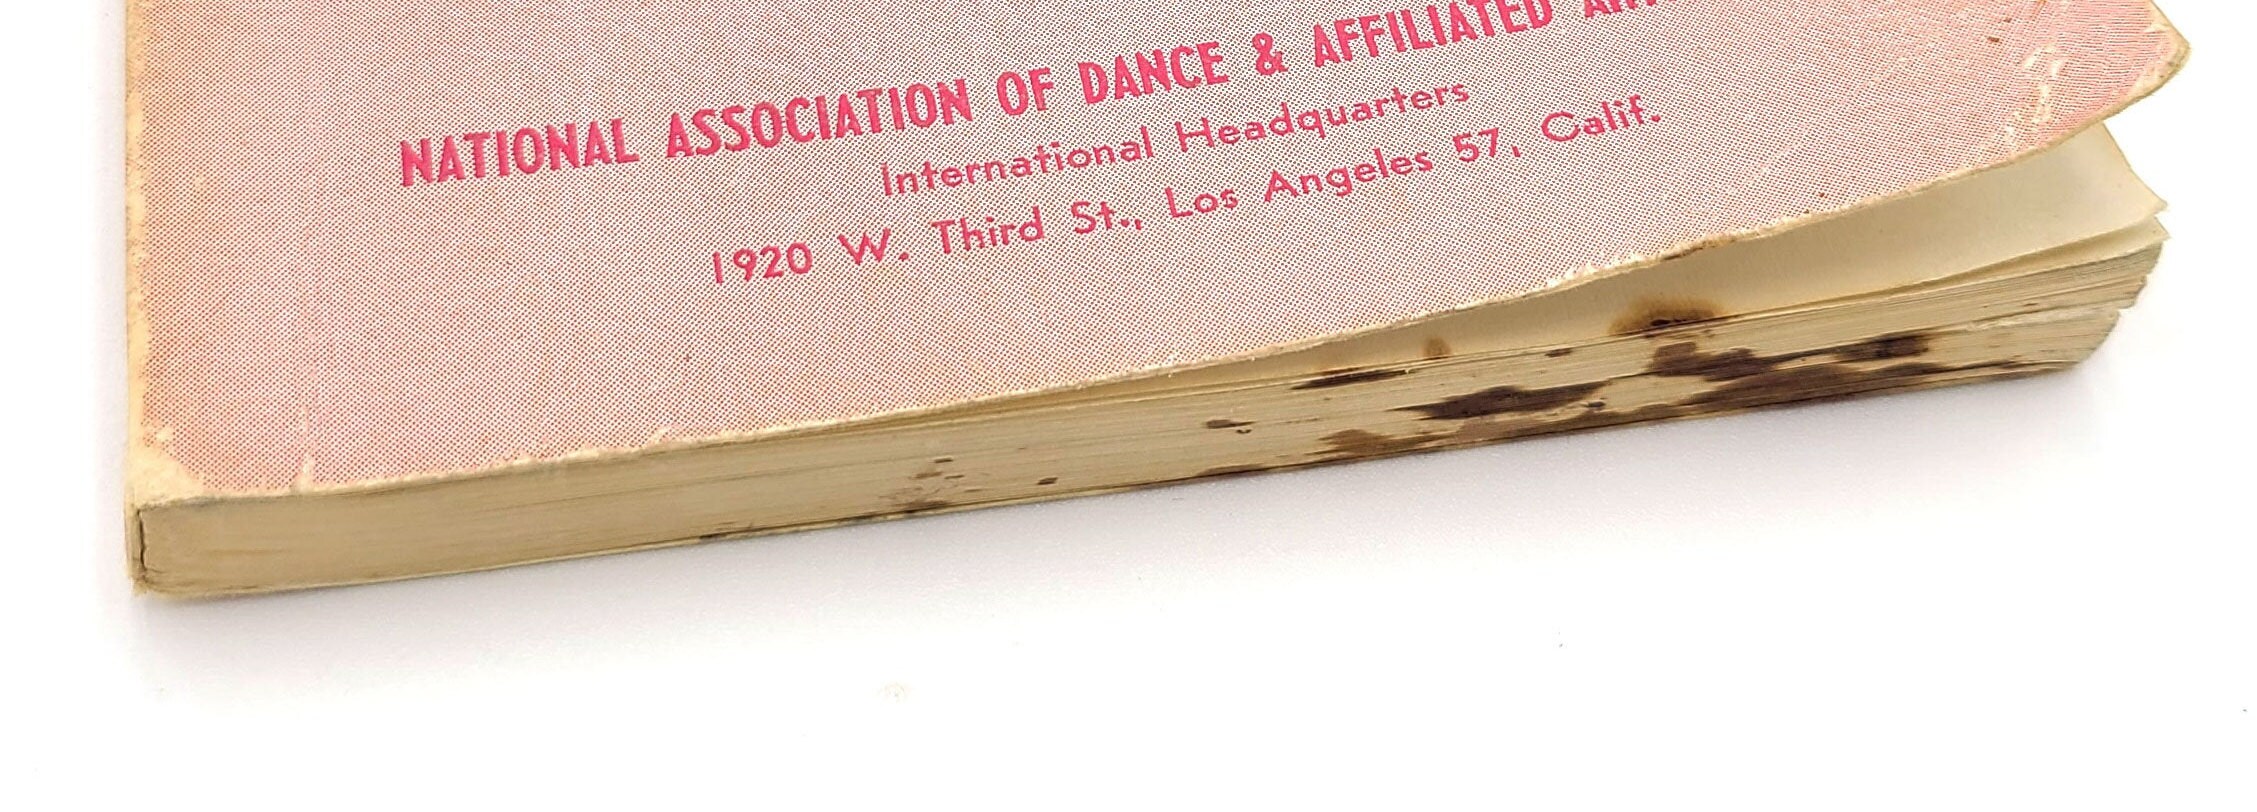 NATIONAL ASSOCIATION OF DANCE & AFFILIATED
International Headquarters
1920 W. Third St., Los Angeles 57, Calif.